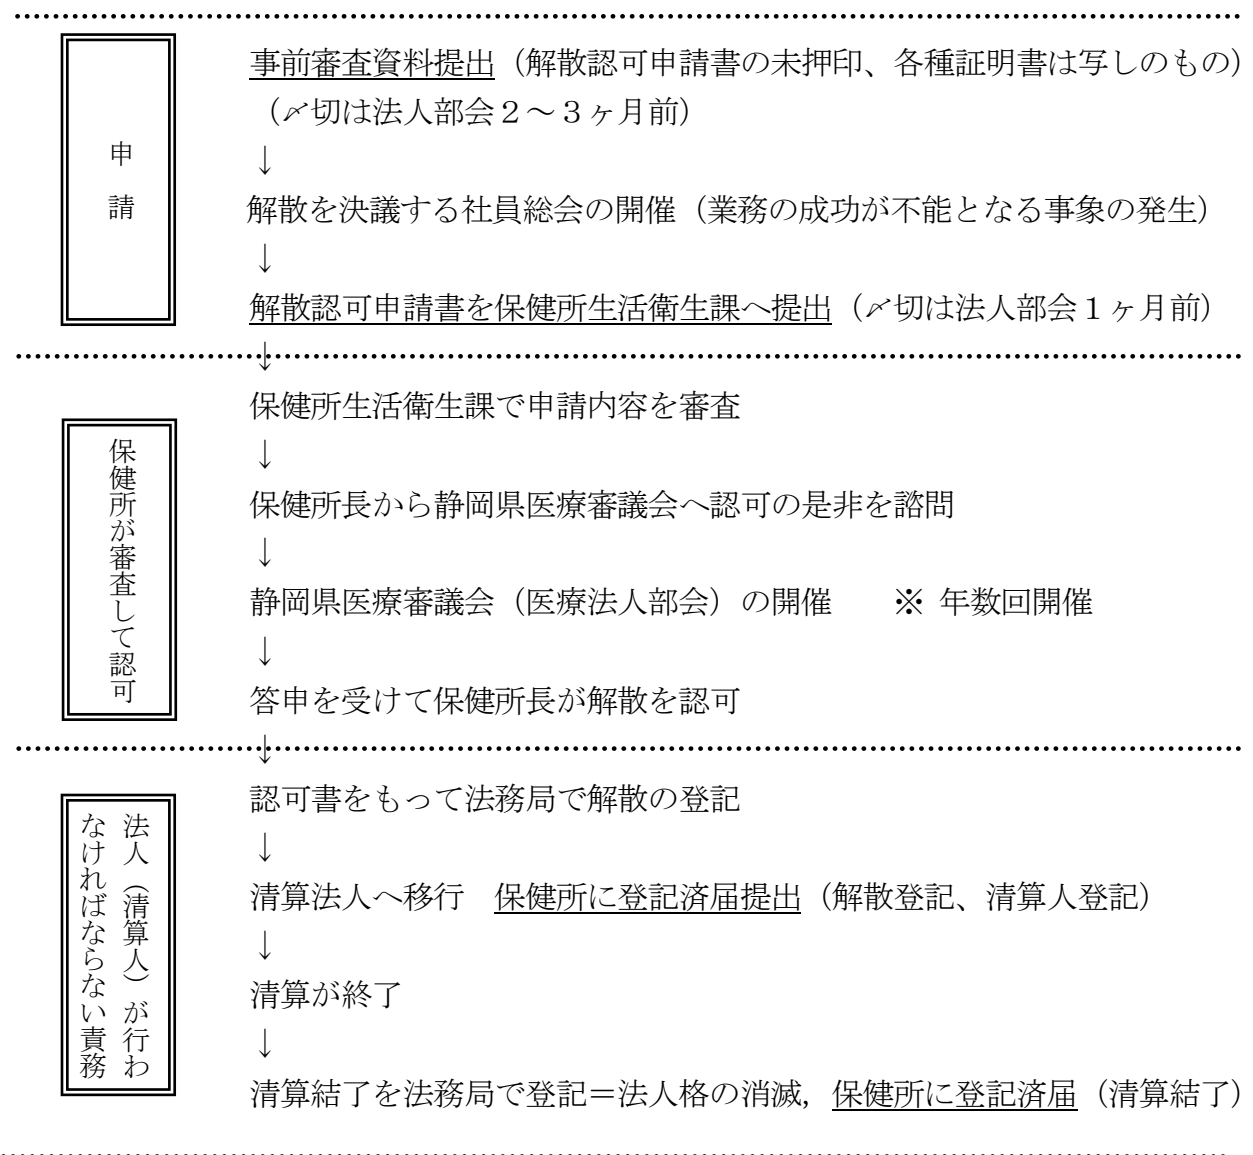 申
請
事前審査資料提出（解散認可申請書の未押印、各種証明書は写しのもの）
（〆切は法人部会２～３ヶ月前）
↓
解散を決議する社員総会の開催（業務の成功が不能となる事象の発生）
↓
解散認可申請書を保健所生活衛生課へ提出（〆切は法人部会１ヶ月前）
↓
保健所が審査して認可
保健所生活衛生課で申請内容を審査
↓
保健所長から静岡県医療審議会へ認可の是非を諮問
↓
静岡県医療審議会（医療法人部会）の開催　　※ 年数回開催
↓
答申を受けて保健所長が解散を認可
↓
法人（清算人）が行わ
なければならない責務
認可書をもって法務局で解散の登記
↓
清算法人へ移行　保健所に登記済届提出（解散登記、清算人登記）
↓
清算が終了
↓
清算結了を法務局で登記＝法人格の消滅，保健所に登記済届（清算結了）